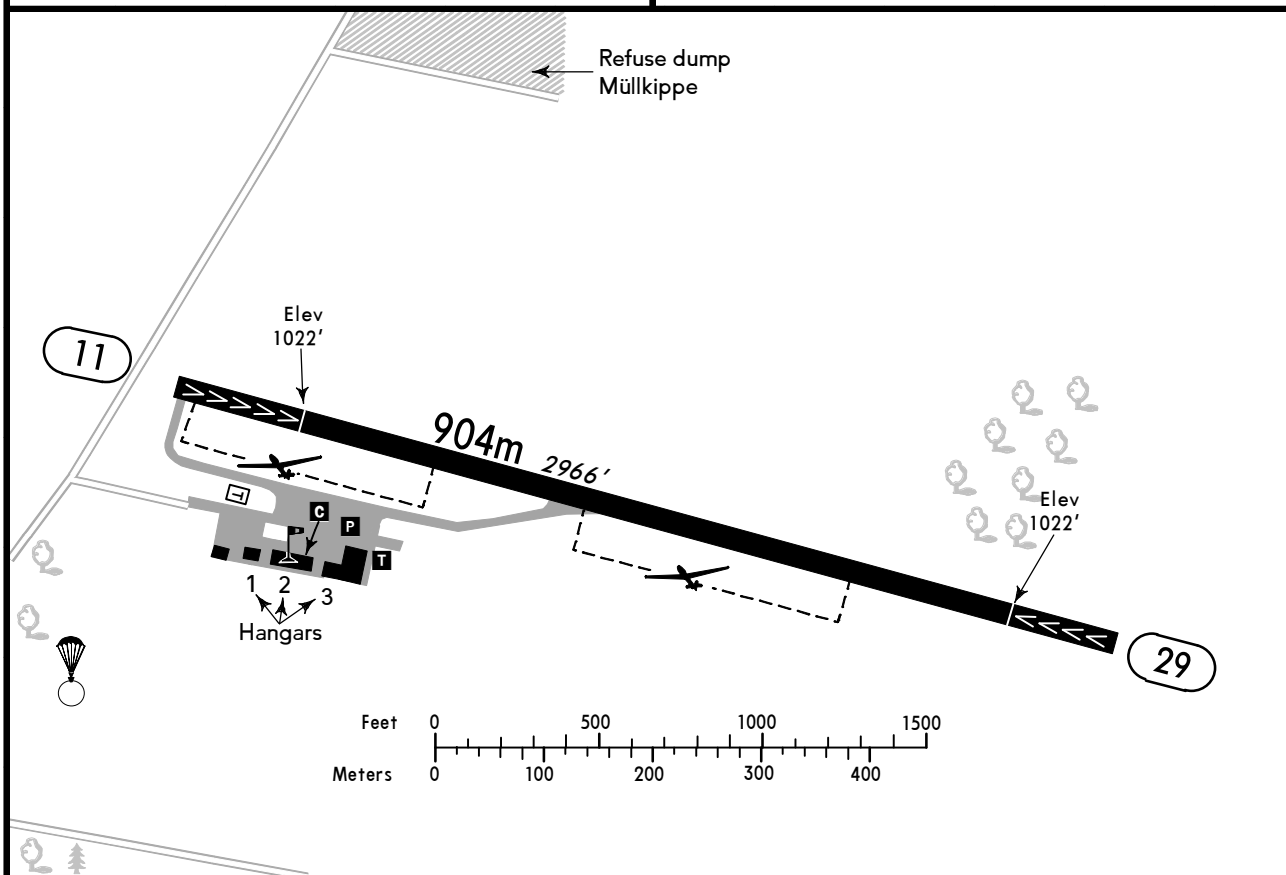 Refuse dump
Müllkippe
Elev
1022'
11
904m 2966'
T
C
P
T
Elev
1022'
1 2 3
Hangars
29
Feet 0 500 1000 1500
Meters 0 100 200 300 400